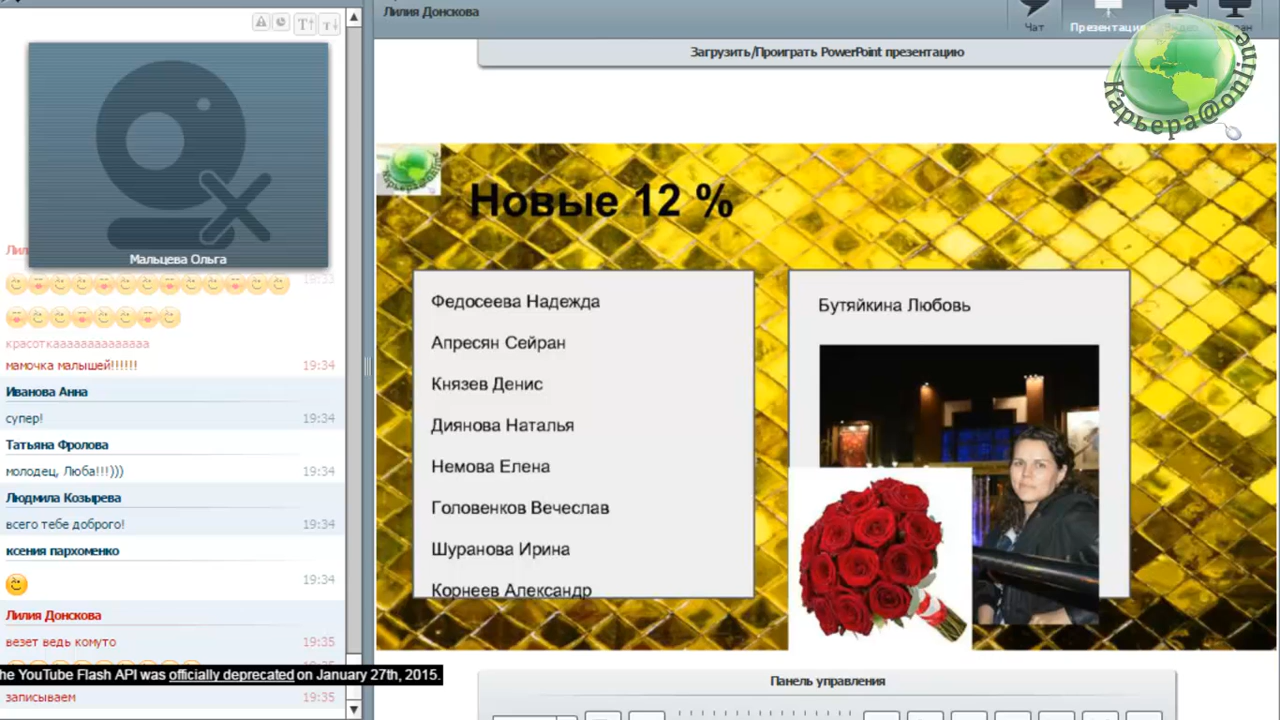 Мальцева Ольга
19:33
красоткааааааааааааа
мамочка малышей!!!!!! 19:34
Иванова Анна
супер! 19:34
Татьяна Фролова
молодец, Люба!!!))) 19:34
Людмила Козырева
всего тебе доброго! 19:34
ксения пархоменко
19:34
Лилия Донскова
везет ведь комуто 19:35
he YouTube Flash API was officially deprecated on January 27th, 2015.
записываем 19:35
Лилия Донскова
Чат
Презентация
Загрузить/Проиграть PowerPoint презентацию
Карьера@online
Новые 12 %
Федосеева Надежда
Апресян Сейран
Князев Денис
Диянова Наталья
Немова Елена
Головенков Вечеслав
Шуранова Ирина
Корнеев Александр
Бутяйкина Любовь
Панель управления